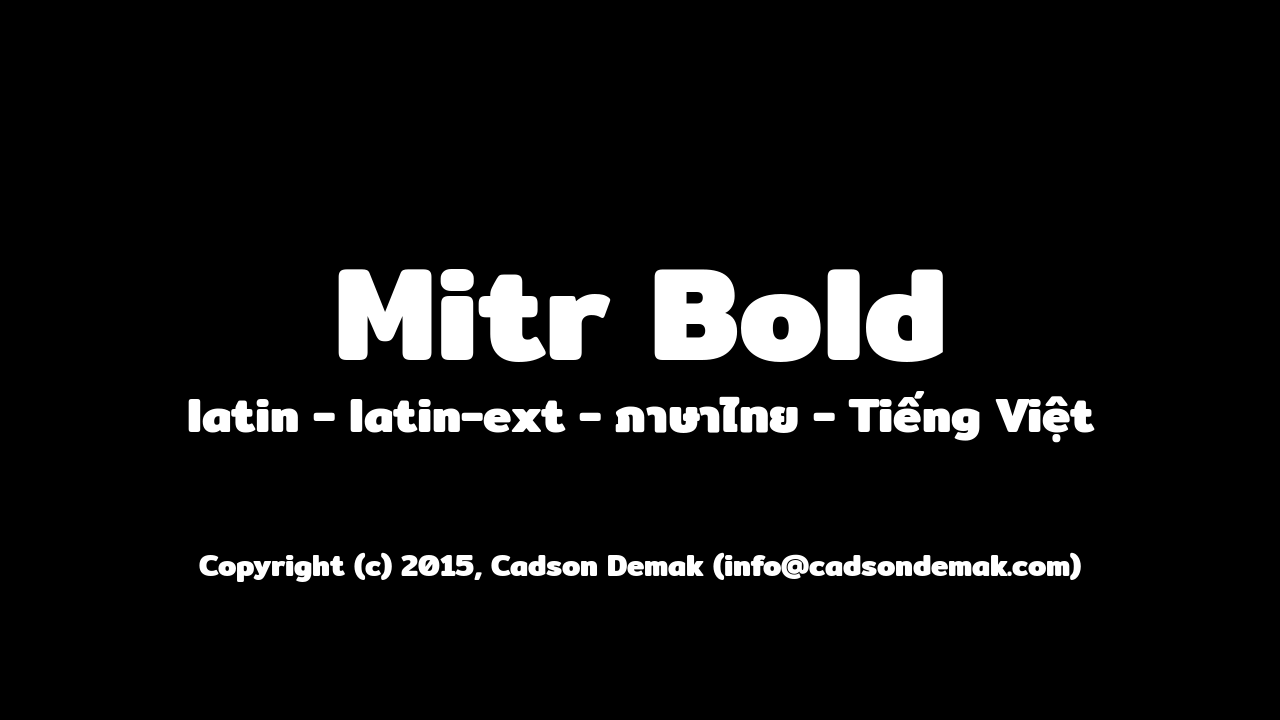 Mitr Bold
latin - latin-ext - ภาษาไทย - Tiếng Việt
Copyright (c) 2015, Cadson Demak (info@cadsondemak.com)